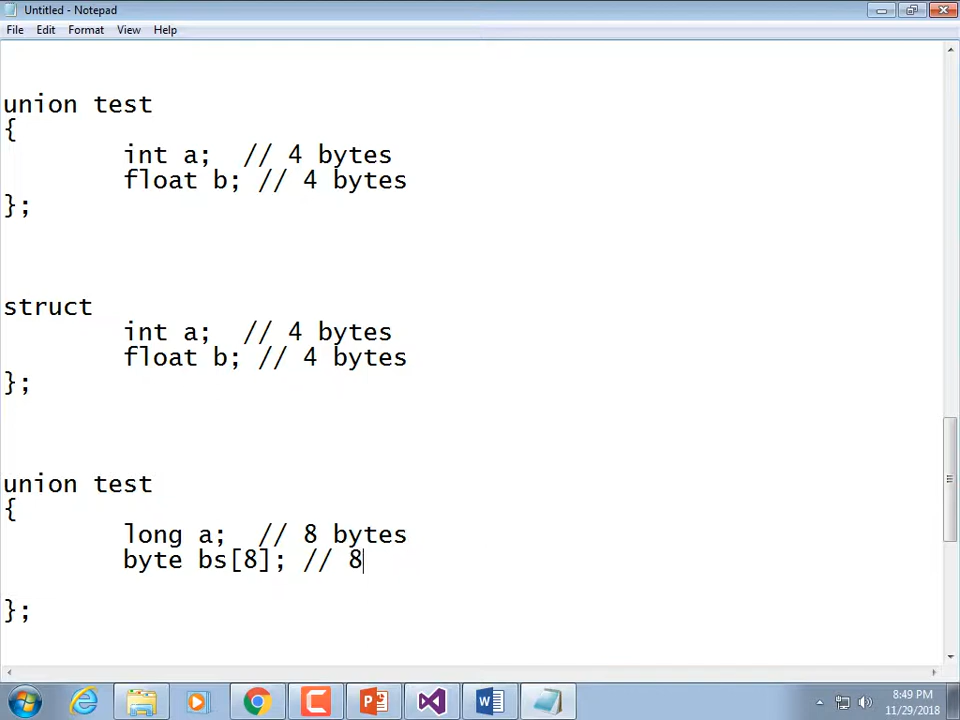 Untitled - Notepad
File Edit Format View Help
union test
{
int a; // 4 bytes
float b; // 4 bytes
};
struct
int a; // 4 bytes
float b; // 4 bytes
};
union test
{
long a; // 8 bytes
byte bs[8]; // 8
};
8:49 PM
11/29/2018